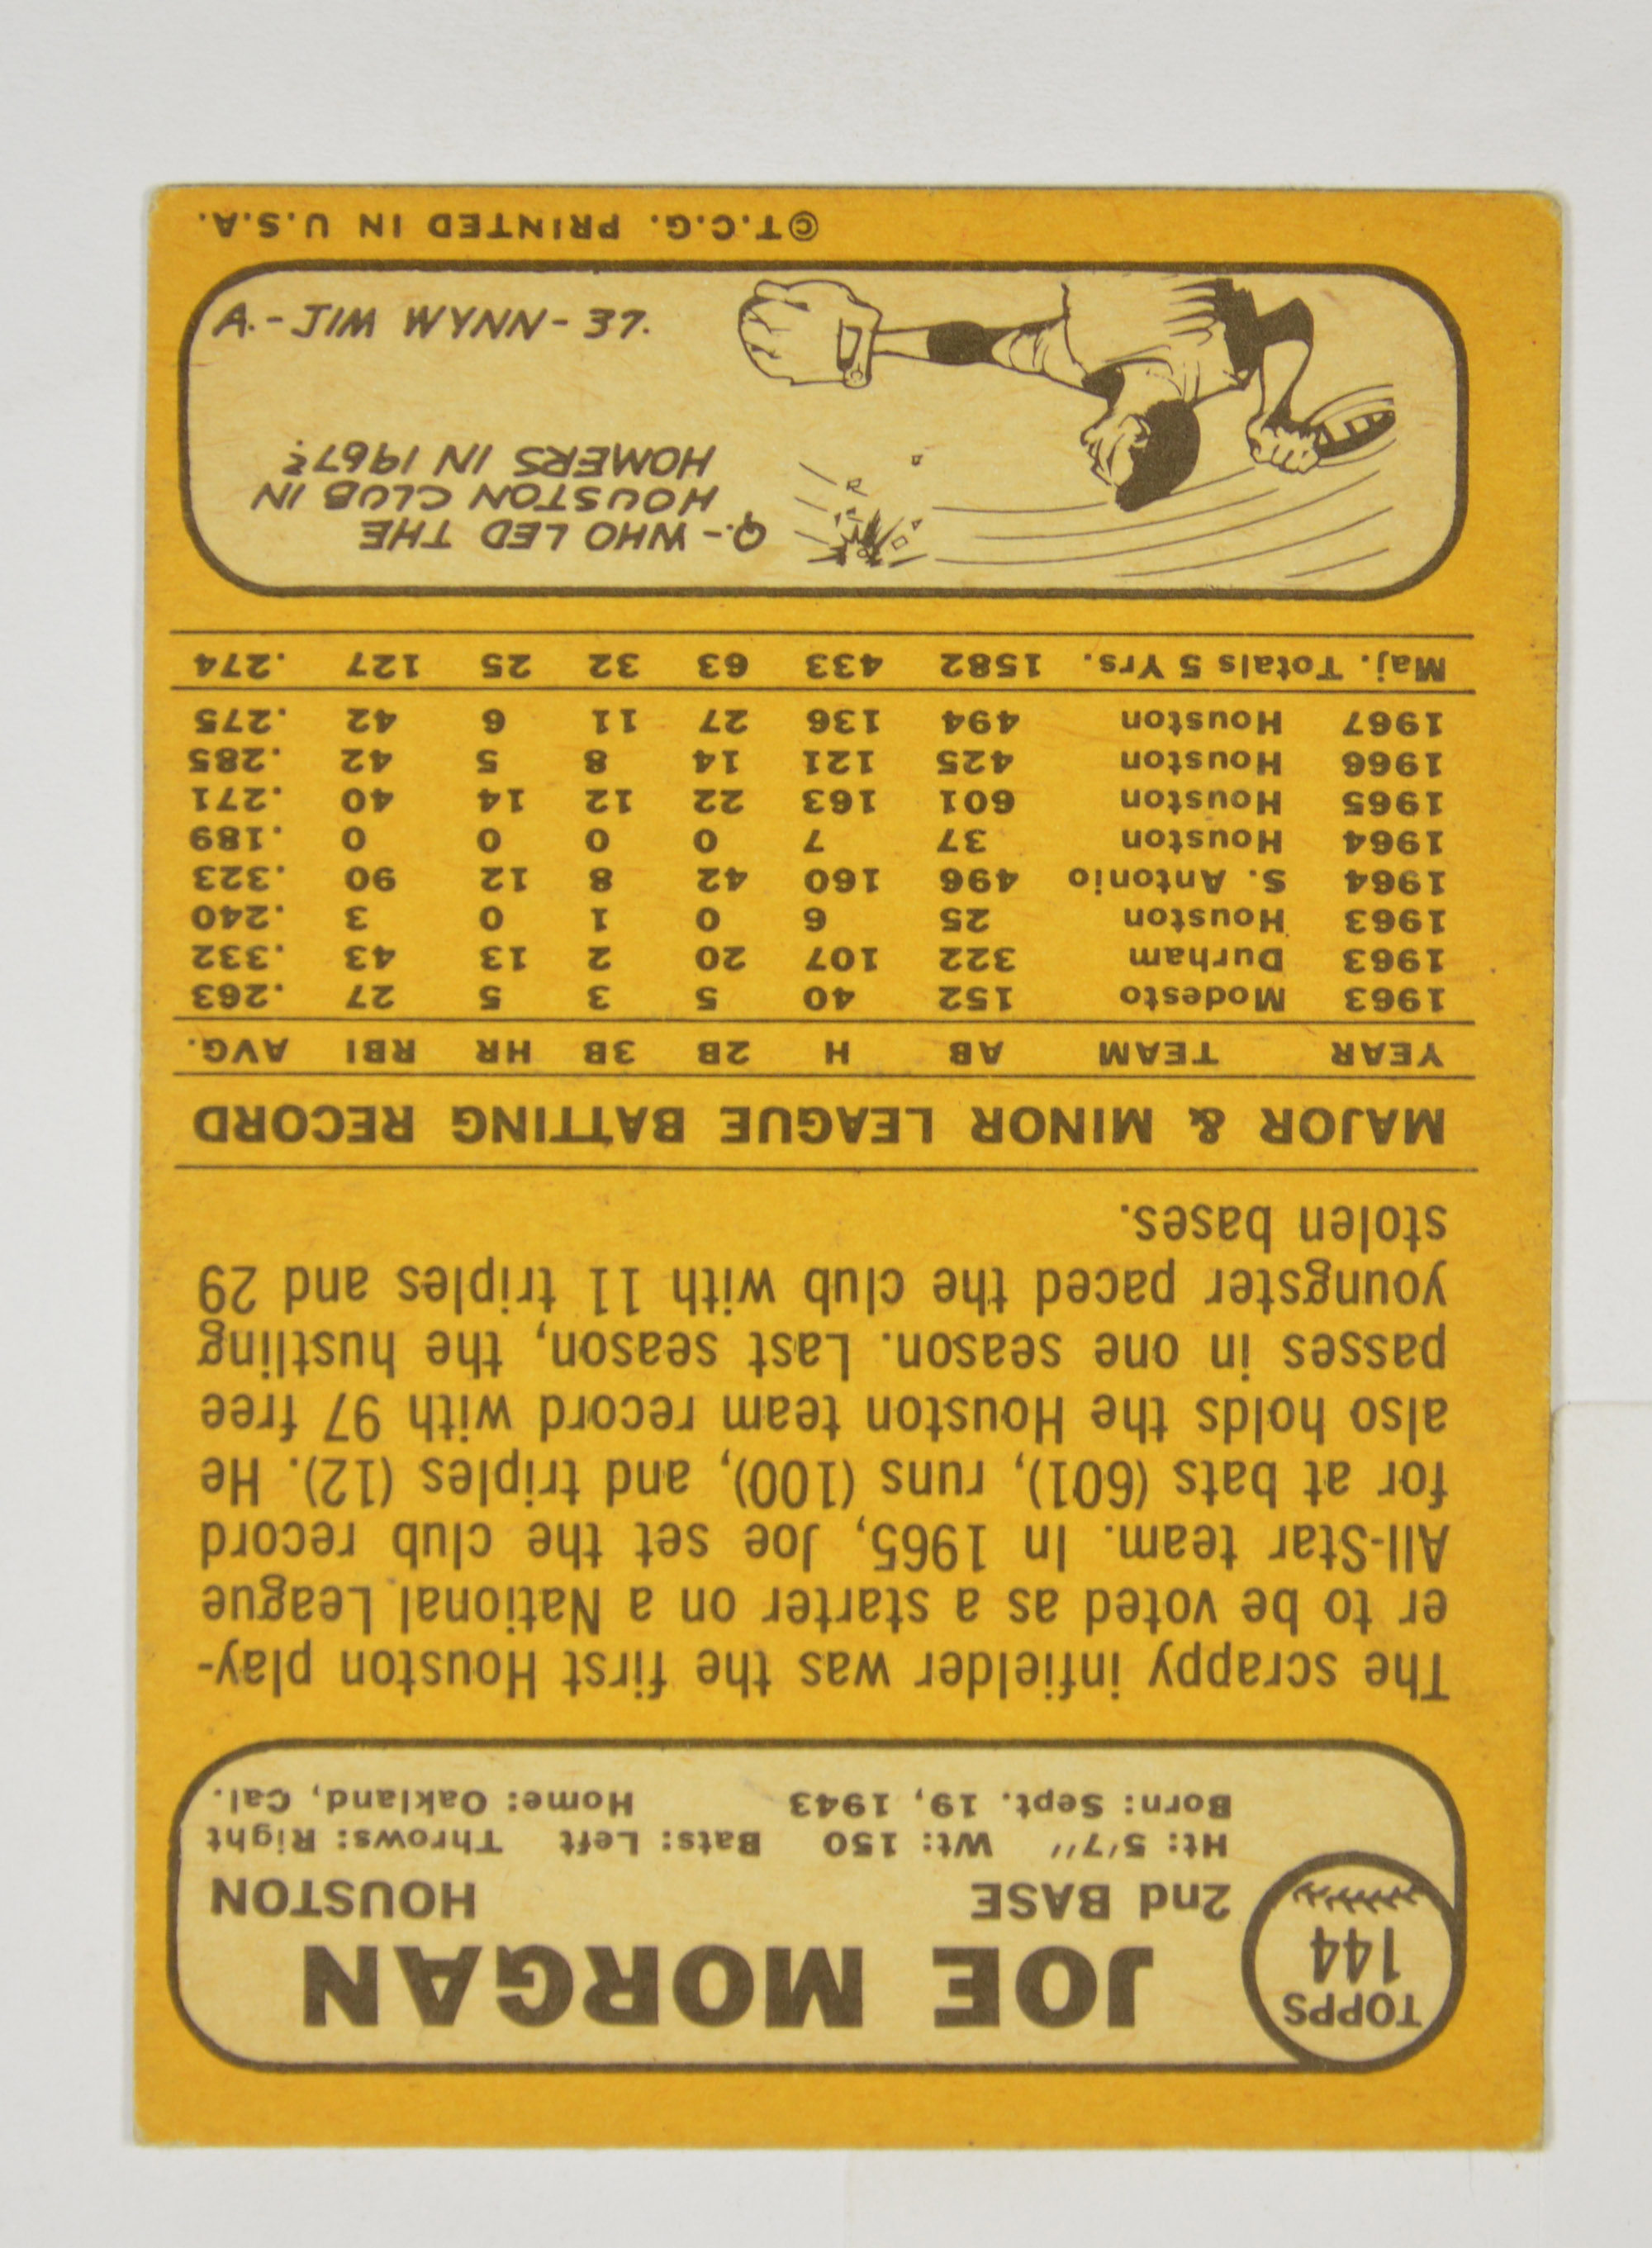 TOPPS
144
JOE MORGAN
2nd BASE HOUSTON
Ht: 5'7" Wt: 150 Bats: Left Throws: Right
Born: Sept. 19, 1943 Home: Oakland, Cal.
The scrappy infielder was the first Houston play-
er to be voted as a starter on a National League
All-Star team. In 1965, Joe set the club record
for at bats (601), runs (100), and triples (12). He
also holds the Houston team record with 97 free
passes in one season. Last season, the hustling
youngster paced the club with 11 triples and 29
stolen bases.
MAJOR & MINOR LEAGUE BATTING RECORD
YEAR TEAM AB H 2B 3B HR RBI AVG.
1963 Modesto 152 40 5 3 5 27 .263
1963 Durham 322 107 20 2 13 43 .332
1963 Houston 25 6 0 1 0 3 .240
1964 S. Antonio 496 160 42 8 12 90 .323
1964 Houston 37 7 0 0 0 0 .189
1965 Houston 601 163 22 12 14 40 .271
1966 Houston 425 121 14 8 5 42 .285
1967 Houston 494 136 27 11 6 42 .275
Maj. Totals 5 Yrs. 1582 433 63 32 25 127 .274
Q.- WHO LED THE
HOUSTON CLUB IN
HOMERS IN 1967?
A.- JIM WYNN- 37.
©T.C.G. PRINTED IN U.S.A.